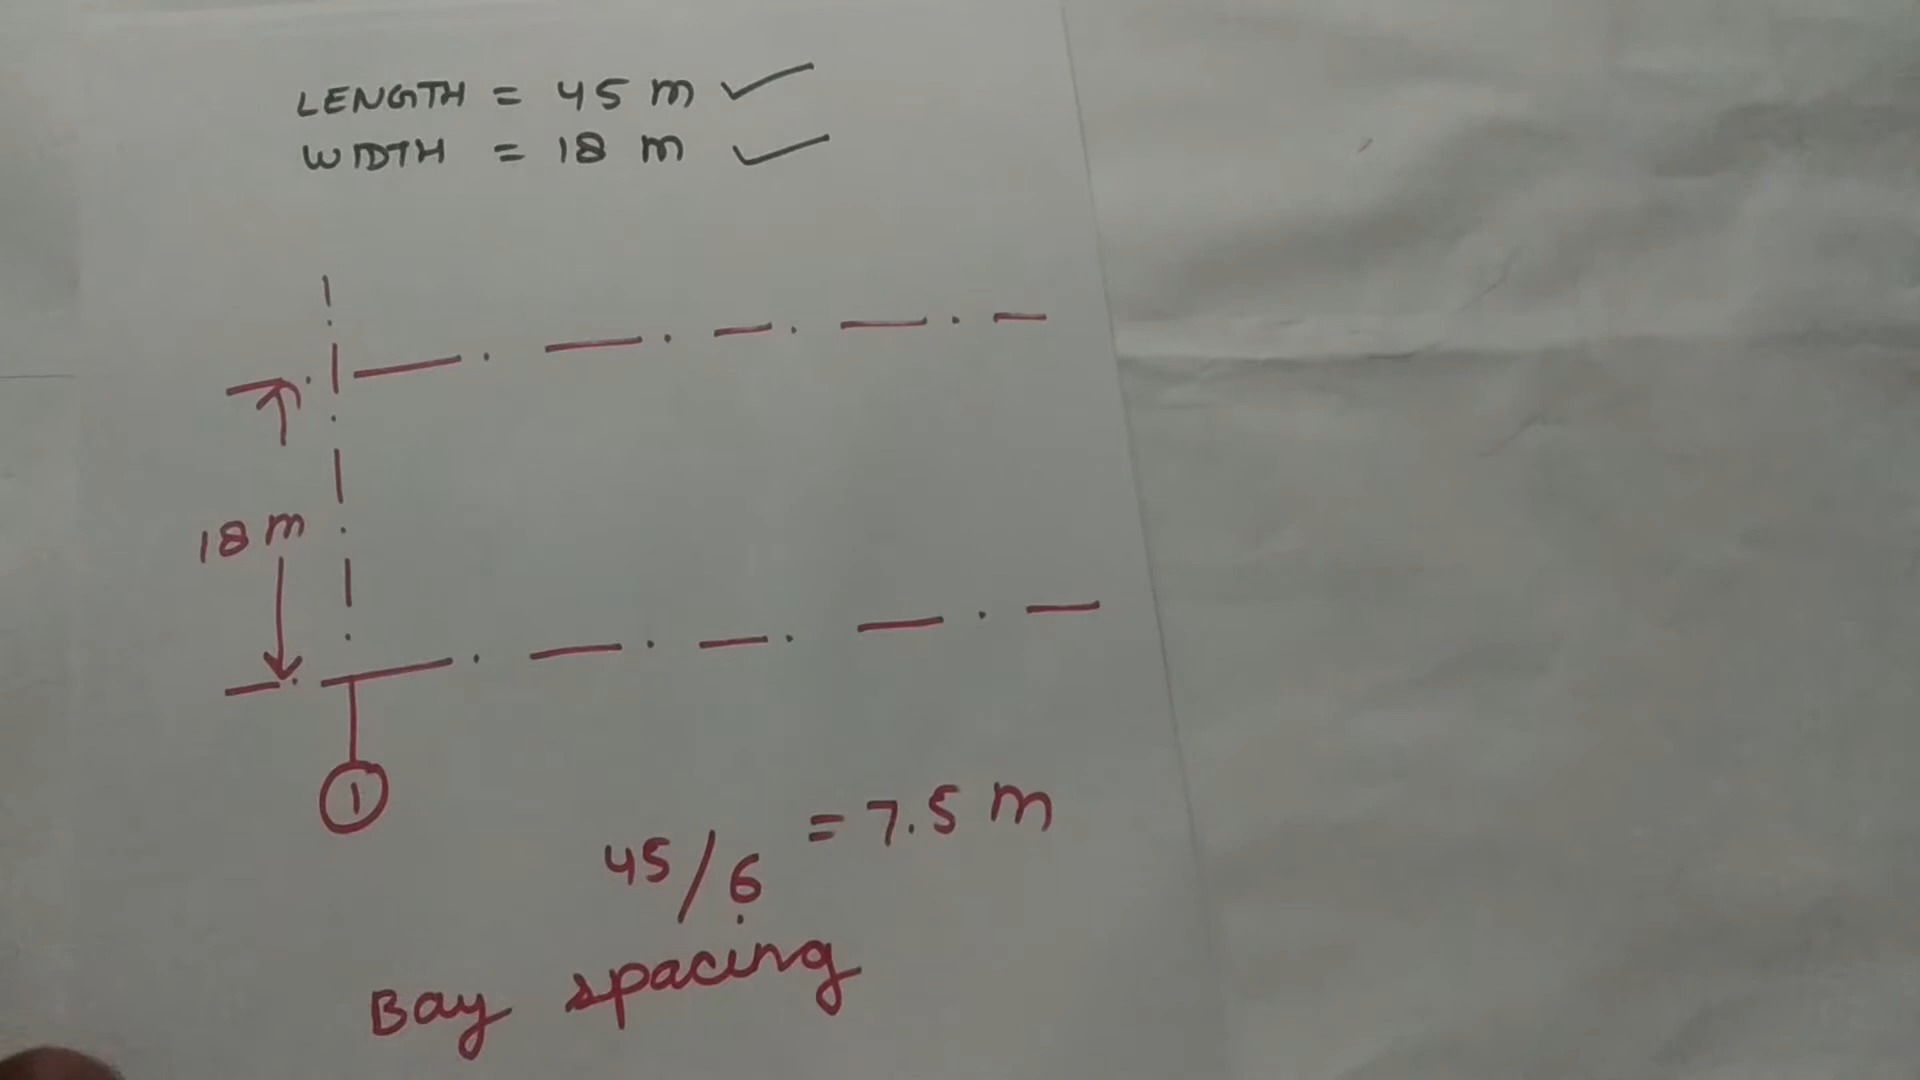 LENGTH = 45 m
WIDTH = 18 m
18 m
1
45/6 = 7.5 m
Bay spacing